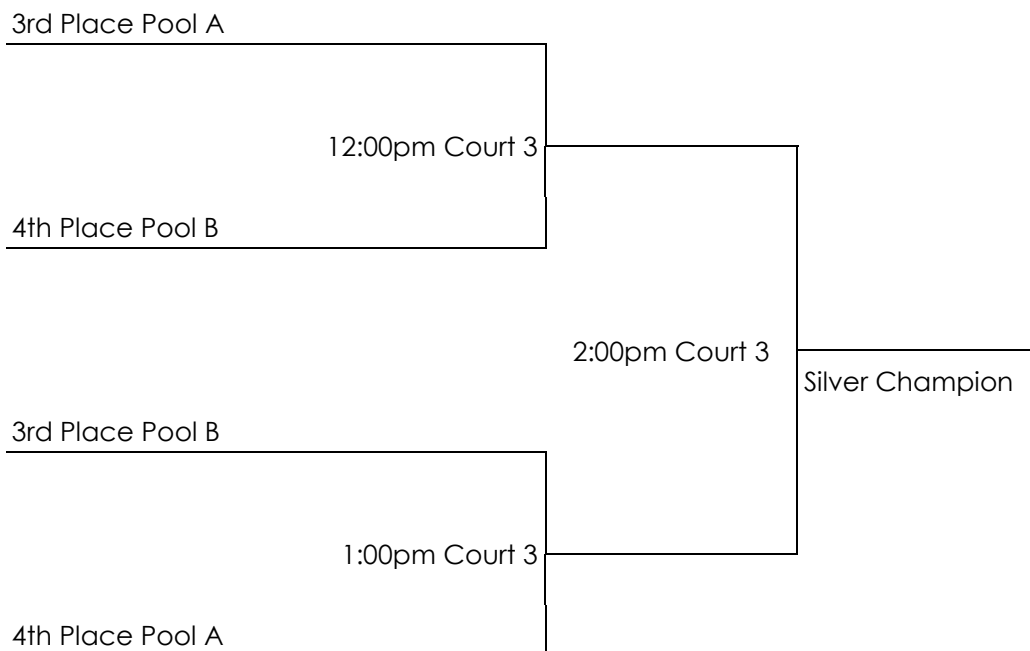 3rd Place Pool A
12:00pm Court 3
4th Place Pool B
2:00pm Court 3
Silver Champion
3rd Place Pool B
1:00pm Court 3
4th Place Pool A